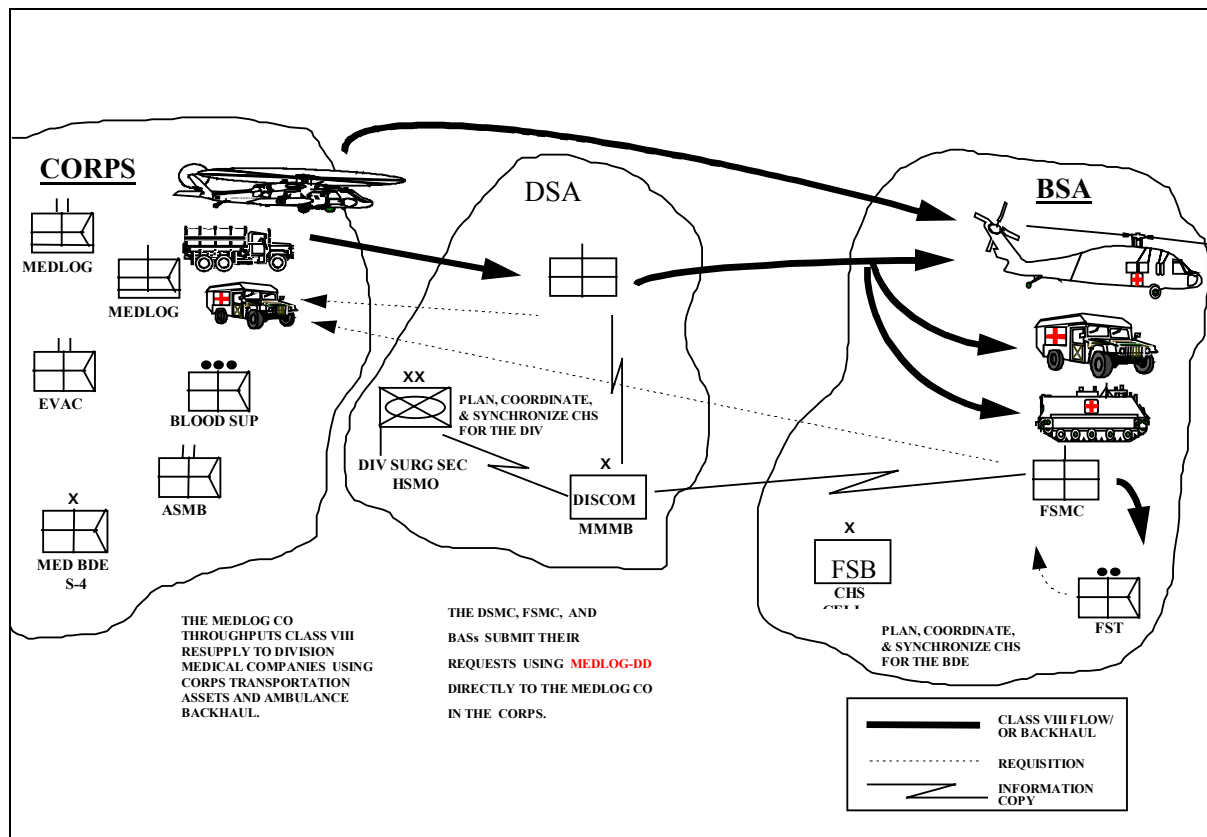 CORPS
MEDLOG
MEDLOG
EVAC
BLOOD SUP
ASMB
X
MED BDE
S-4
DSA
XX
PLAN, COORDINATE,
& SYNCHRONIZE CHS
FOR THE DIV
DIV SURG SEC
HSMO
X
DISCOM
MMMB
BSA
FSMC
X
FSB
CHS
FST
PLAN, COORDINATE,
& SYNCHRONIZE CHS
FOR THE BDE
THE MEDLOG CO
THROUGHPUTS CLASS VIII
RESUPPLY TO DIVISION
MEDICAL COMPANIES USING
CORPS TRANSPORTATION
ASSETS AND AMBULANCE
BACKHAUL.
THE DSMC, FSMC, AND
BASs SUBMIT THEIR
REQUESTS USING MEDLOG-DD
DIRECTLY TO THE MEDLOG CO
IN THE CORPS.
CLASS VIII FLOW/
OR BACKHAUL
REQUISITION
INFORMATION
COPY